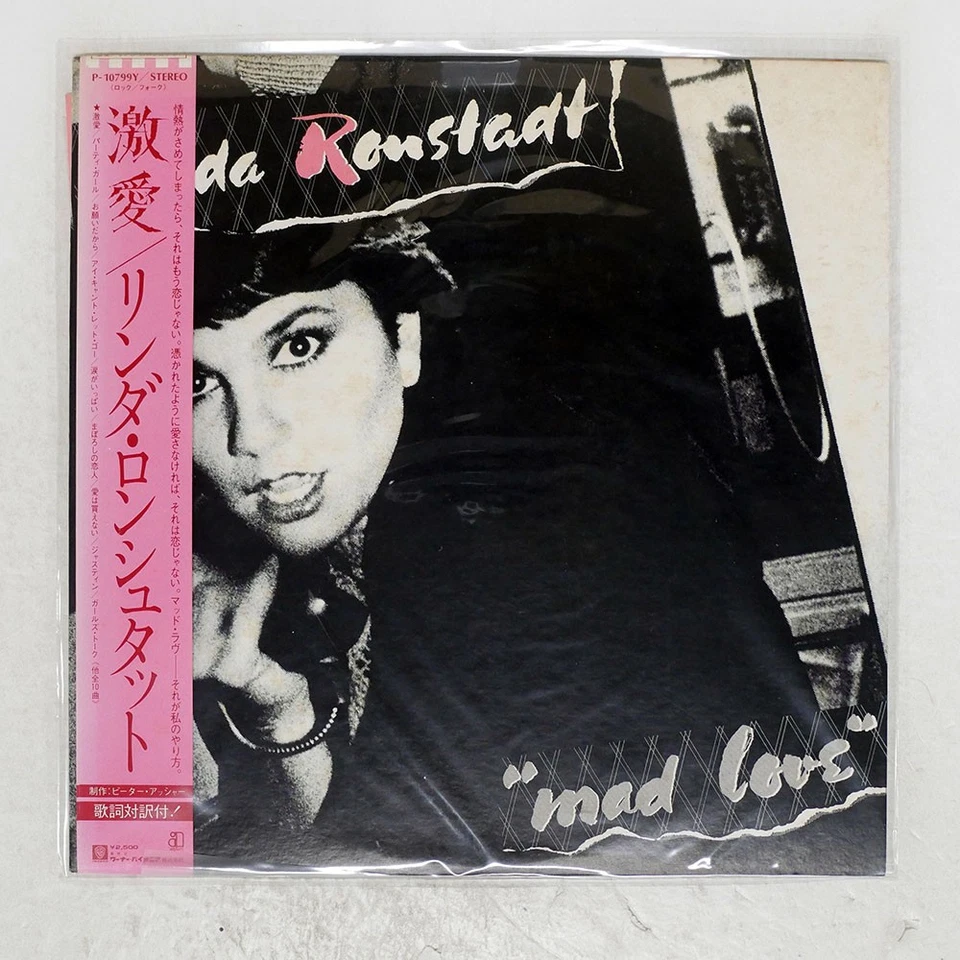 P-10799Y/STEREO
(ロック/フォーク)
激愛/リンダ・ロンシュタット
情熱がさめてしまったら、それはもう恋じゃない。憑かれたように愛さなければ、それは恋じゃない。マッド・ラヴ——それが私のやり方。
★激愛/パーティ・ガール/お願いだから/アイ・キャント・レット・ゴー/涙がいっぱい/まぼろしの恋人/愛は買えない/ジャスティン/ガールズ・トーク(他全10曲)
制作:ピーター・アッシャー
歌詞対訳付!
¥2,500
ワーナー・パイオニア
da Ronstadt
"mad love"